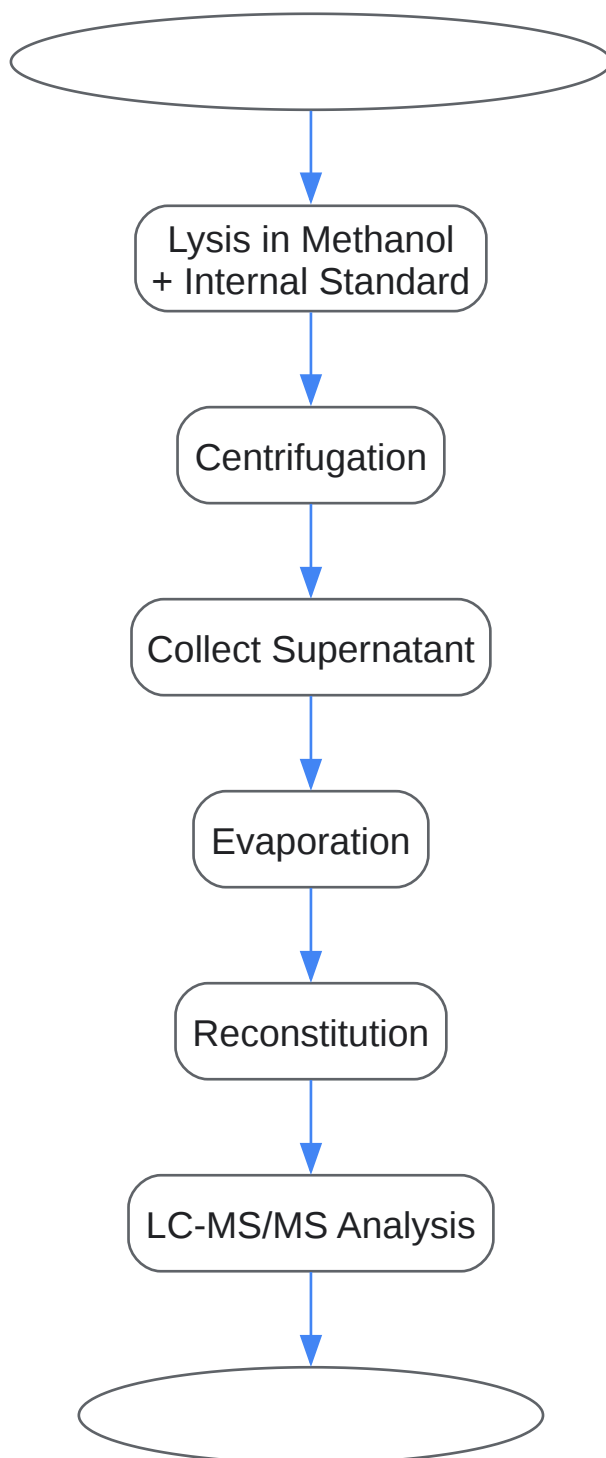 Lysis in Methanol
+ Internal Standard
Centrifugation
Collect Supernatant
Evaporation
Reconstitution
LC-MS/MS Analysis